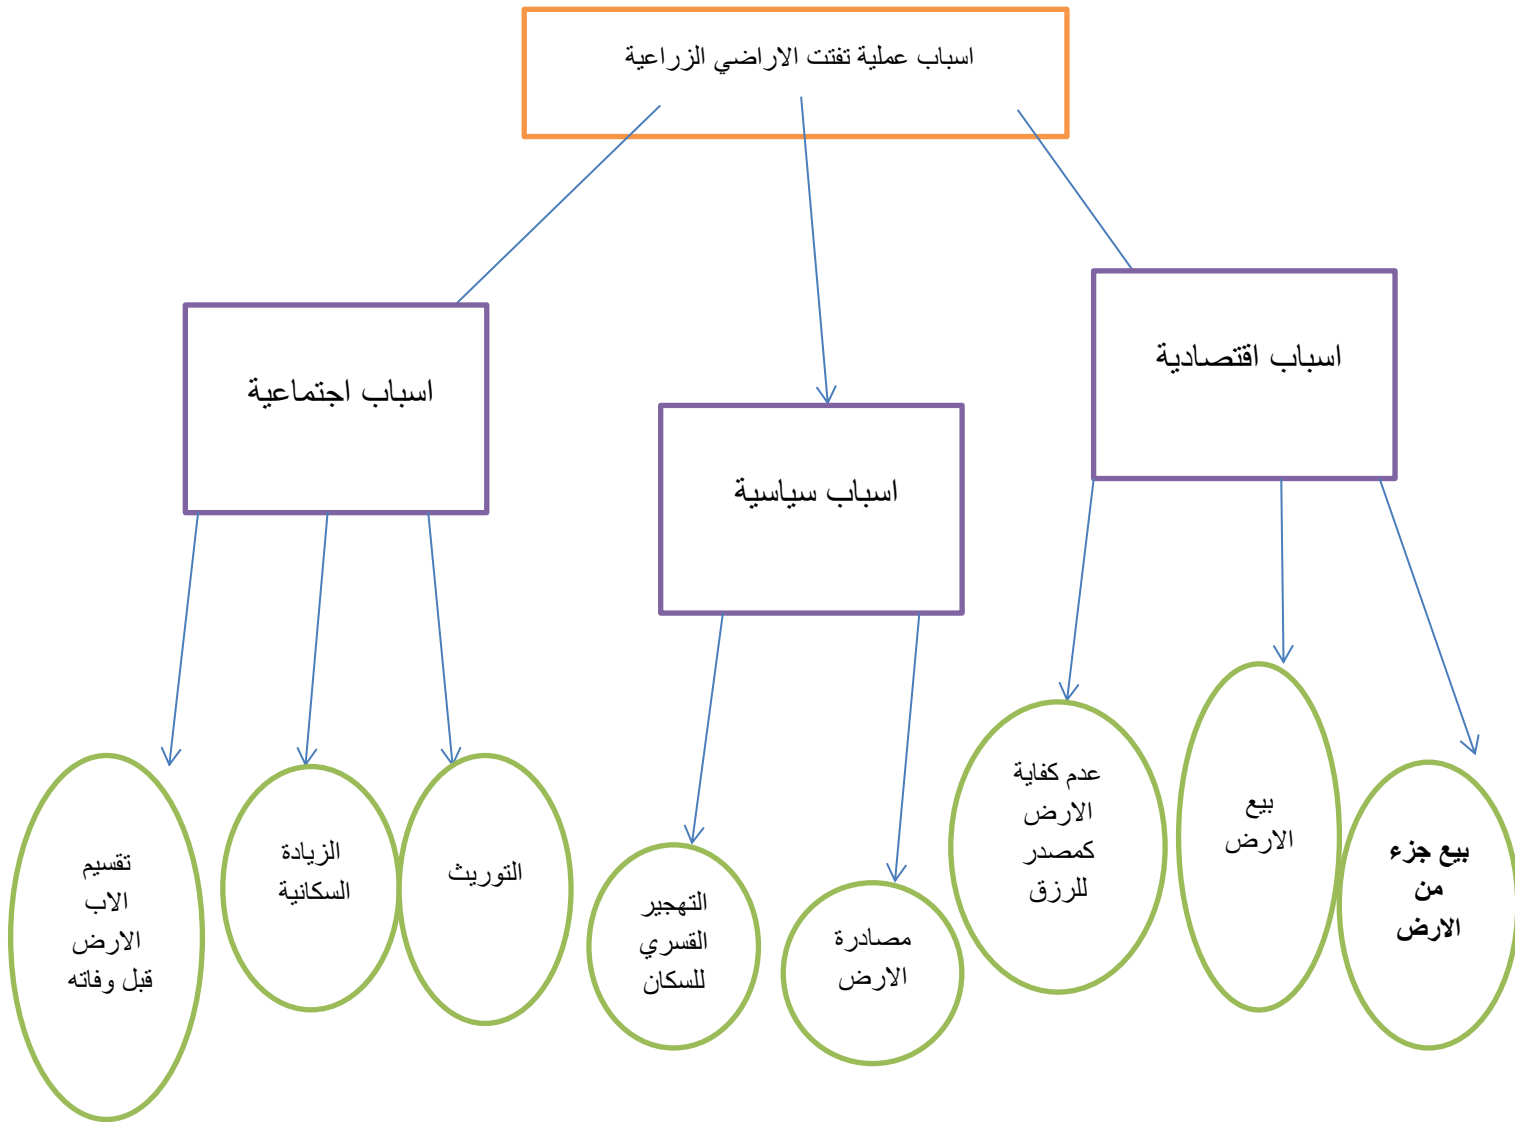 اسباب عملية تفتت الاراضي الزراعية
اسباب اقتصادية
اسباب سياسية
اسباب اجتماعية
بيع جزء
من
الارض
بيع
الارض
عدم كفاية
الارض
كمصدر
للرزق
مصادرة
الارض
التهجير
القسري
للسكان
التوريث
الزيادة
السكانية
تقسيم
الاب
الارض
قبل وفاته